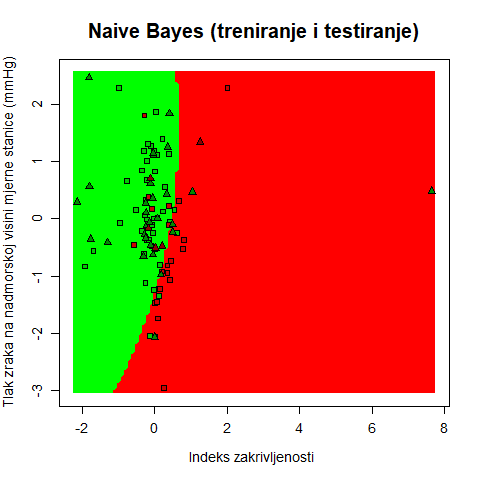 Naive Bayes (treniranje i testiranje)
Tlak zraka na nadmorskoj visini mjerne stanice (mmHg)
2
1
0
-1
-2
-3
-2 0 2 4 6 8
Indeks zakrivljenosti